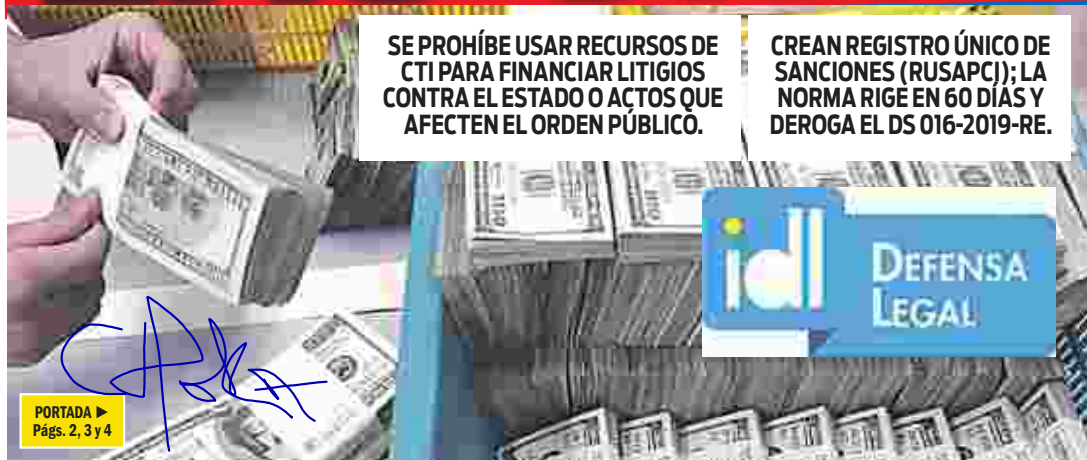 SE PROHÍBE USAR RECURSOS DE
CTI PARA FINANCIAR LITIGIOS
CONTRA EL ESTADO O ACTOS QUE
AFECTEN EL ORDEN PÚBLICO.
CREAN REGISTRO ÚNICO DE
SANCIONES (RUSAPCI); LA
NORMA RIGE EN 60 DÍAS Y
DEROGA EL DS 016-2019-RE.
idl
DEFENSA
LEGAL
PORTADA ▶
Págs. 2, 3 y 4